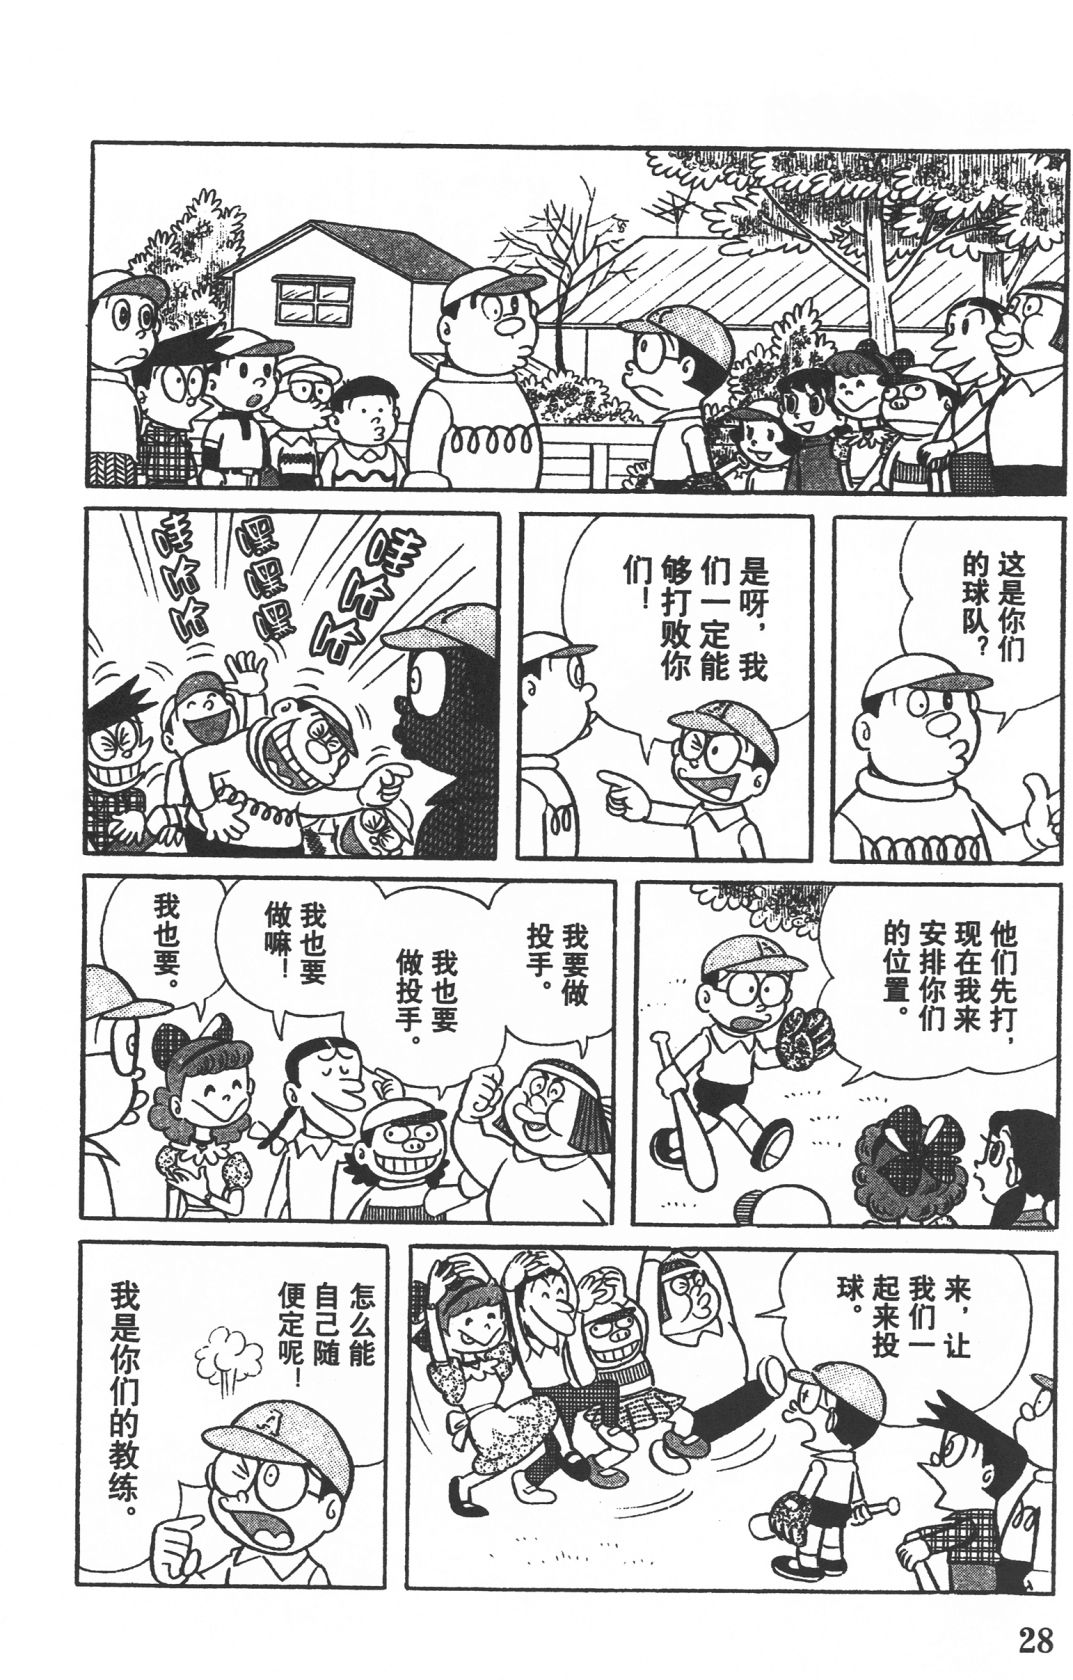 这是你们
的球队？
是呀，我
们一定能
够打败你
们！
哇哈哈
嘿嘿嘿
哇哈哈
他们先打，
现在我来
安排你们
的位置。
我要做
投手。
我也要
做投手。
我也要
做嘛！
我也要。
来，让
我们一
起来投
球。
怎么能
自己随
便定呢！
我是你们的教练。
28